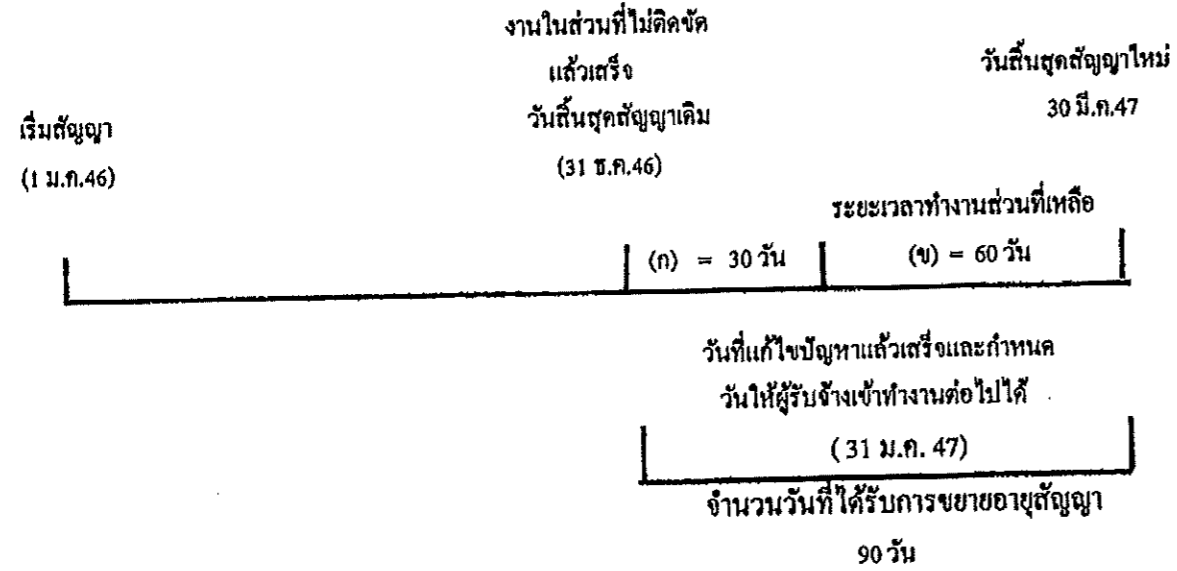 งานในส่วนที่ไม่ติดขัด
แล้วเสร็จ
วันสิ้นสุดสัญญาเดิม
(31 ธ.ค.46)
วันสิ้นสุดสัญญาใหม่
30 มี.ค.47
เริ่มสัญญา
(1 ม.ค.46)
ระยะเวลาทำงานส่วนที่เหลือ
(ก) = 30 วัน
(ข) = 60 วัน
วันที่แก้ไขปัญหาแล้วเสร็จและกำหนด
วันให้ผู้รับจ้างเข้าทำงานต่อไปได้
( 31 ม.ค. 47)
จำนวนวันที่ได้รับการขยายอายุสัญญา
90 วัน